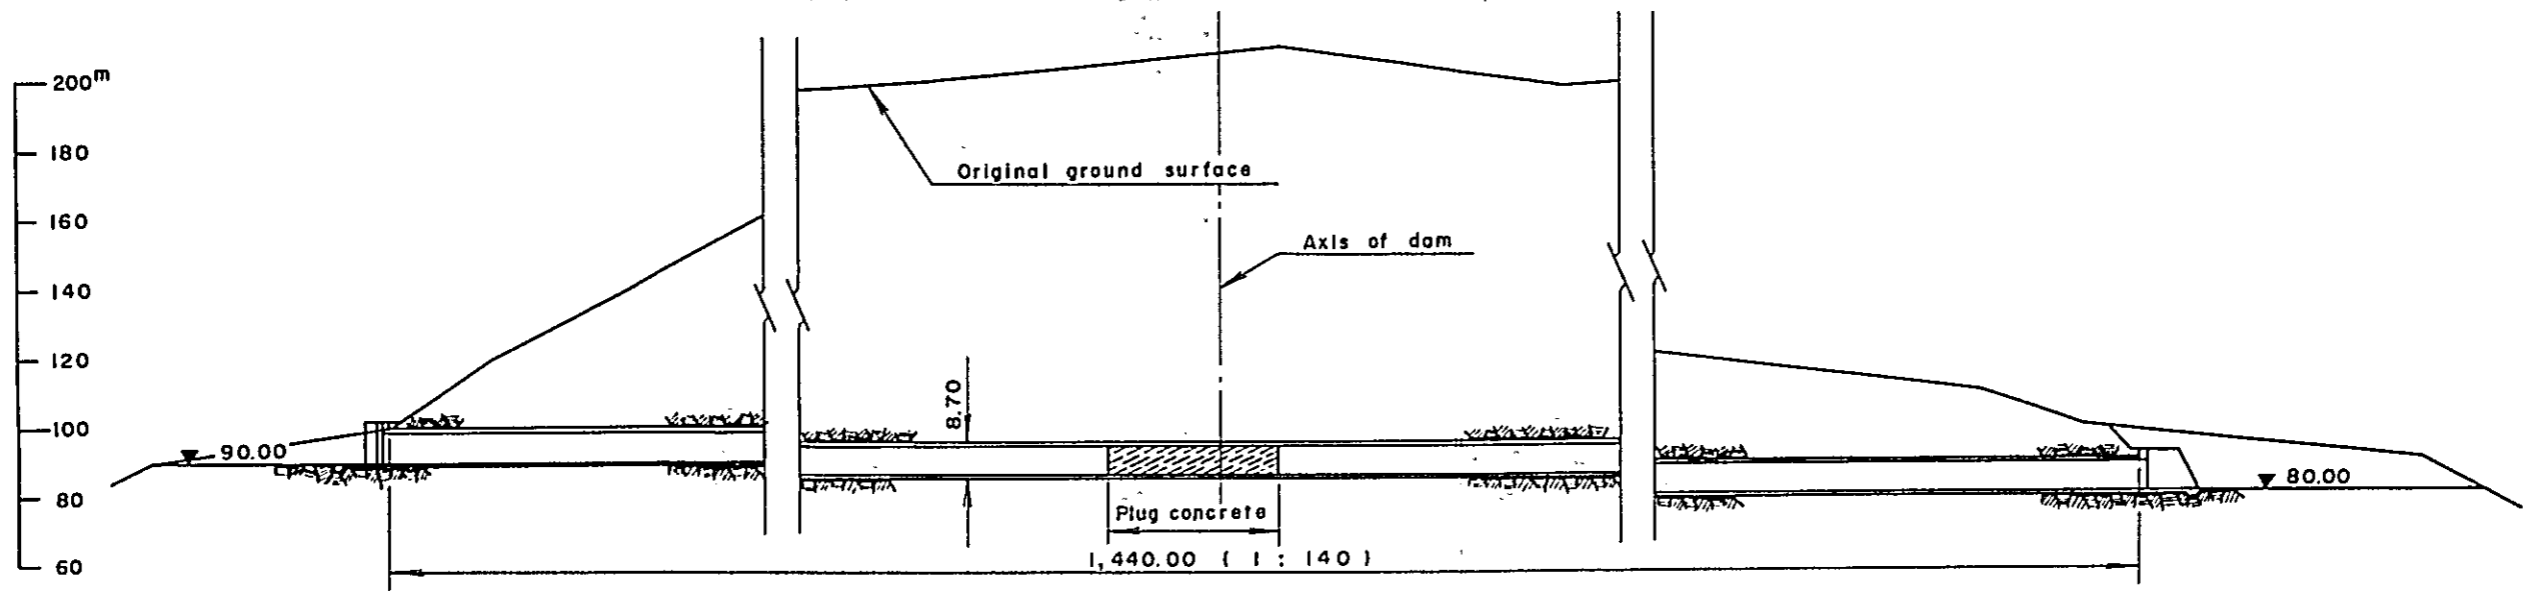 200m
180
160
140
120
100
80
60
Original ground surface
Axis of dam
8.70
90.00
80.00
Plug concrete
1,440.00 ( 1 : 140 )